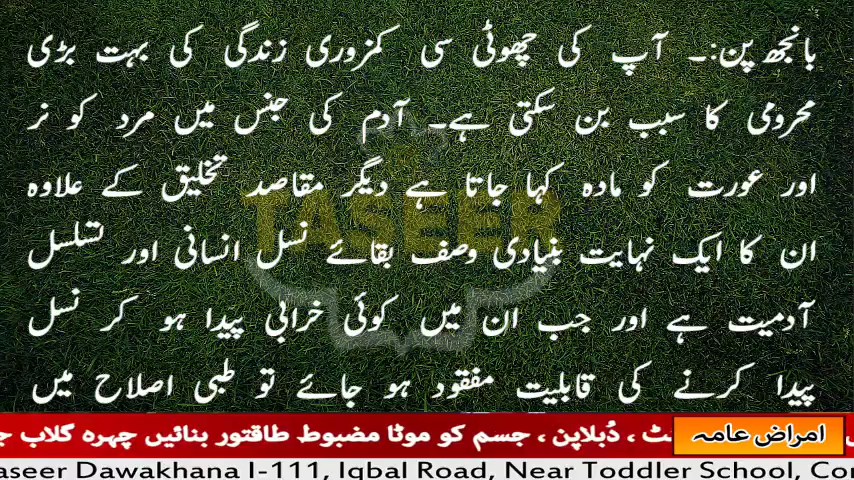 بانجھ پن:۔ آپ کی چھوٹی سی کمزوری زندگی کی بہت بڑی
محرومی کا سبب بن سکتی ہے۔ آدم کی جنس میں مرد کو نر
اور عورت کو مادہ کہا جاتا ہے دیگر مقاصد تخلیق کے علاوہ
ان کا ایک نہایت بنیادی وصف بقائے نسل انسانی اور تسلسل
آدمیت ہے اور جب ان میں کوئی خرابی پیدا ہو کر نسل
پیدا کرنے کی قابلیت مفقود ہو جائے تو طبی اصلاح میں
TASEER
امراض عامہ
، دُبلاپن ، جسم کو موٹا مضبوط طاقتور بنائیں چہرہ گلاب
aseer Dawakhana I-111, Iqbal Road, Near Toddler School, Co